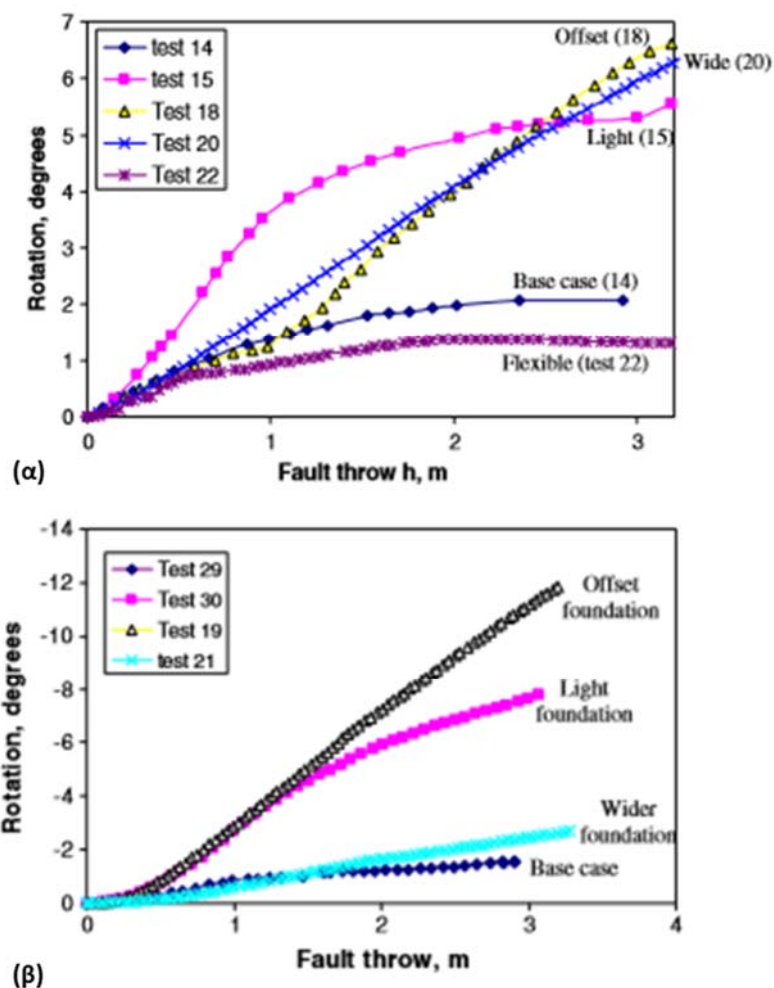 7
6
5
4
3
2
1
0
Rotation, degrees
test 14
test 15
Test 18
Test 20
Test 22
Offset (18)
Wide (20)
Light (15)
Base case (14)
Flexible (test 22)
0 1 2 3
Fault throw h, m
(α)
-14
-12
-10
-8
-6
-4
-2
0
Rotation, degrees
Test 29
Test 30
Test 19
test 21
Offset
foundation
Light
foundation
Wider
foundation
Base case
0 1 2 3 4
Fault throw, m
(β)